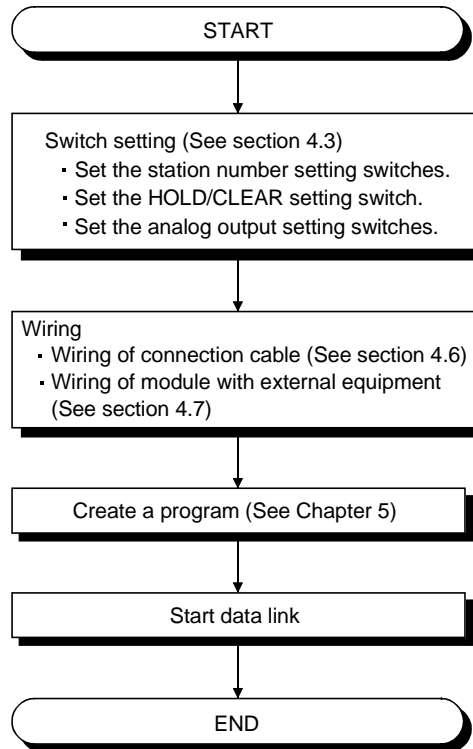 START
Switch setting (See section 4.3)
· Set the station number setting switches.
· Set the HOLD/CLEAR setting switch.
· Set the analog output setting switches.
Wiring
· Wiring of connection cable (See section 4.6)
· Wiring of module with external equipment
(See section 4.7)
Create a program (See Chapter 5)
Start data link
END